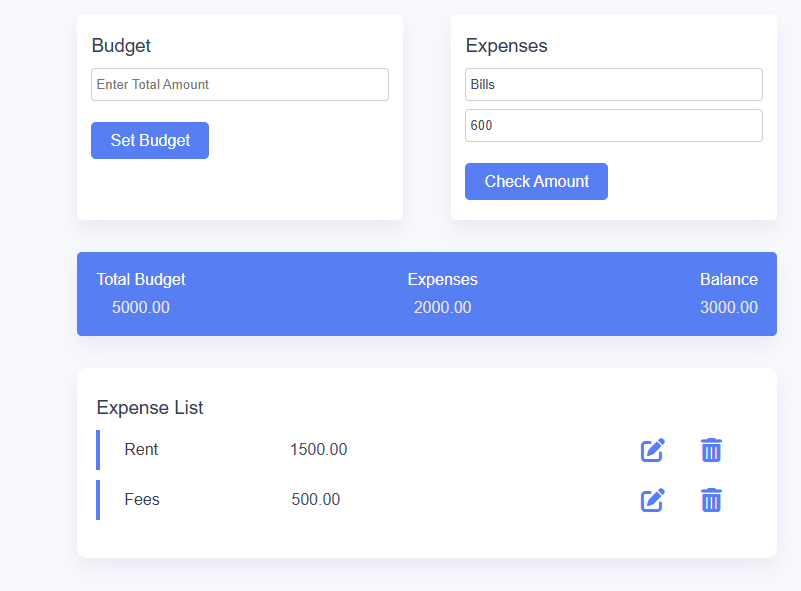 Budget
Enter Total Amount
Set Budget
Expenses
Bills
600
Check Amount
Total Budget Expenses Balance
5000.00 2000.00 3000.00
Expense List
Rent 1500.00
Fees 500.00